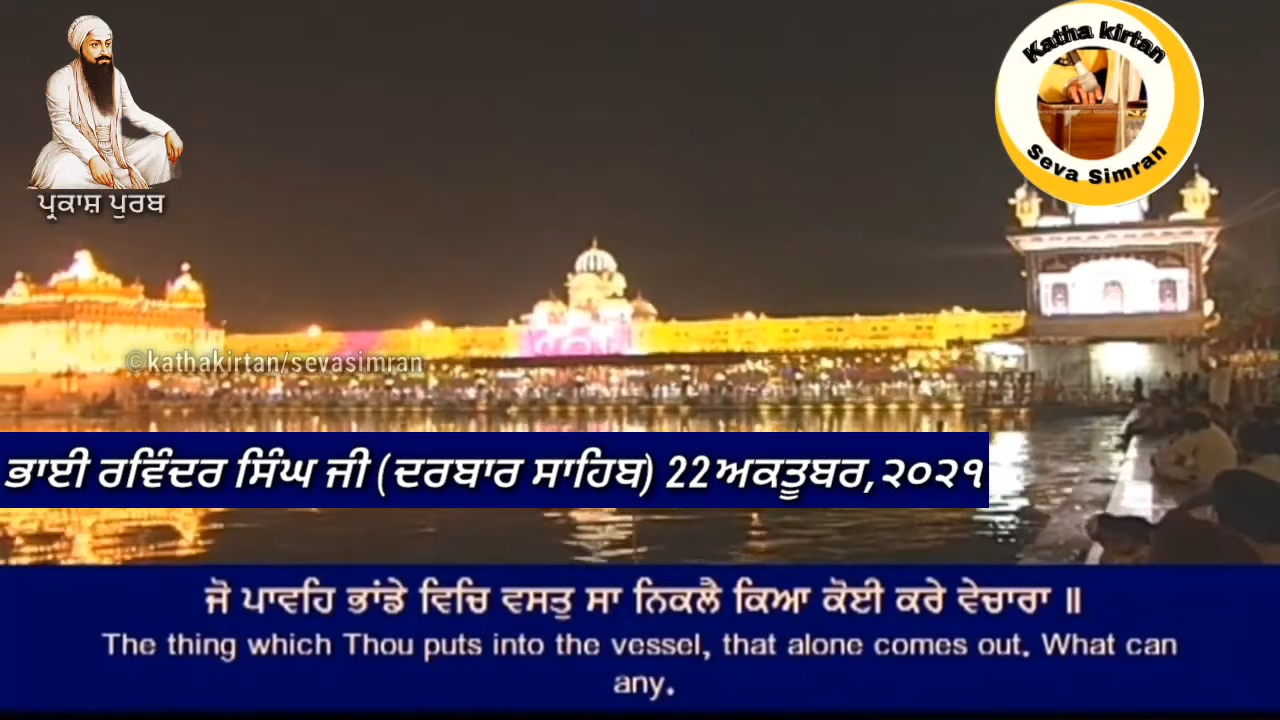 Katha kirtan
Seva Simran
ਪ੍ਰਕਾਸ਼ ਪੁਰਬ
©kathakirtan/sevasimran
ਭਾਈ ਰਵਿੰਦਰ ਸਿੰਘ ਜੀ (ਦਰਬਾਰ ਸਾਹਿਬ) 22ਅਕਤੂਬਰ,੨੦੨੧
ਜੋ ਪਾਵਹਿ ਭਾਂਡੇ ਵਿਚਿ ਵਸਤੁ ਸਾ ਨਿਕਲੈ ਕਿਆ ਕੋਈ ਕਰੇ ਵੇਚਾਰਾ ॥
The thing which Thou puts into the vessel, that alone comes out. What can
any.